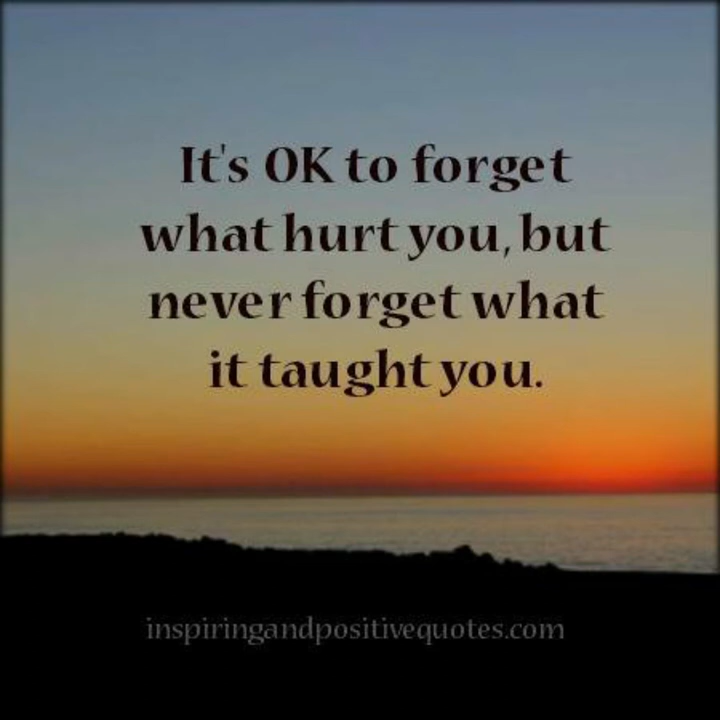 It's OK to forget
what hurt you, but
never forget what
it taught you.
inspiringandpositivequotes.com